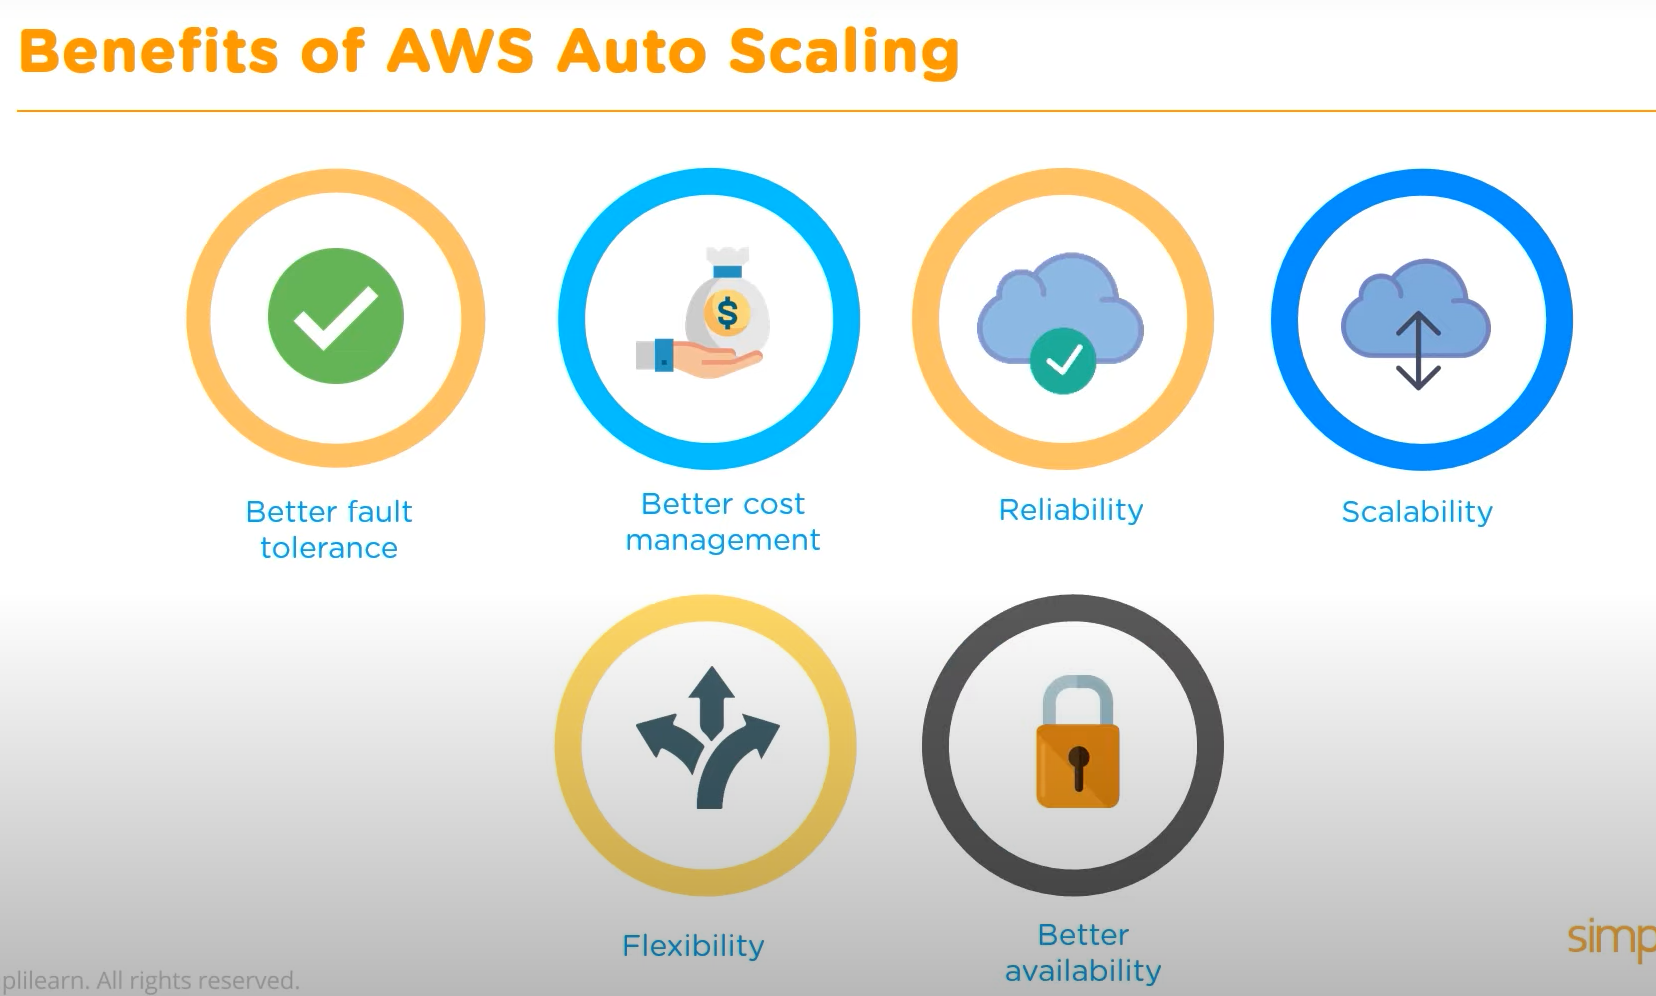 Benefits of AWS Auto Scaling
$
Better fault
tolerance
Better cost
management
Reliability
Scalability
Flexibility
Better
availability
simp
plilearn. All rights reserved.